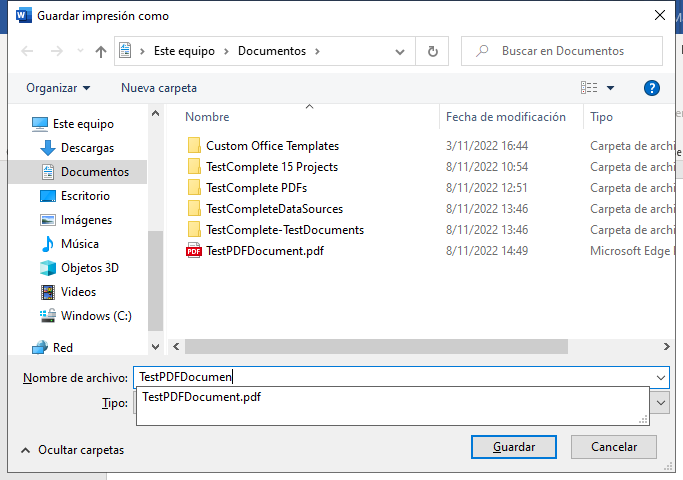 Guardar impresión como
Este equipo > Documentos >
Buscar en Documentos
Organizar
Nueva carpeta
Este equipo
Descargas
Documentos
Escritorio
Imágenes
Música
Objetos 3D
Videos
Windows (C:)
Red
Nombre Fecha de modificación Tipo
Custom Office Templates 3/11/2022 16:44 Carpeta de archi
TestComplete 15 Projects 8/11/2022 10:54 Carpeta de archi
TestComplete PDFs 8/11/2022 12:51 Carpeta de archi
TestCompleteDataSources 8/11/2022 13:46 Carpeta de archi
TestComplete-TestDocuments 8/11/2022 13:46 Carpeta de archi
TestPDFDocument.pdf 8/11/2022 14:49 Microsoft Edge
Nombre de archivo: TestPDFDocumen
Tipo:
TestPDFDocument.pdf
Ocultar carpetas
Guardar
Cancelar